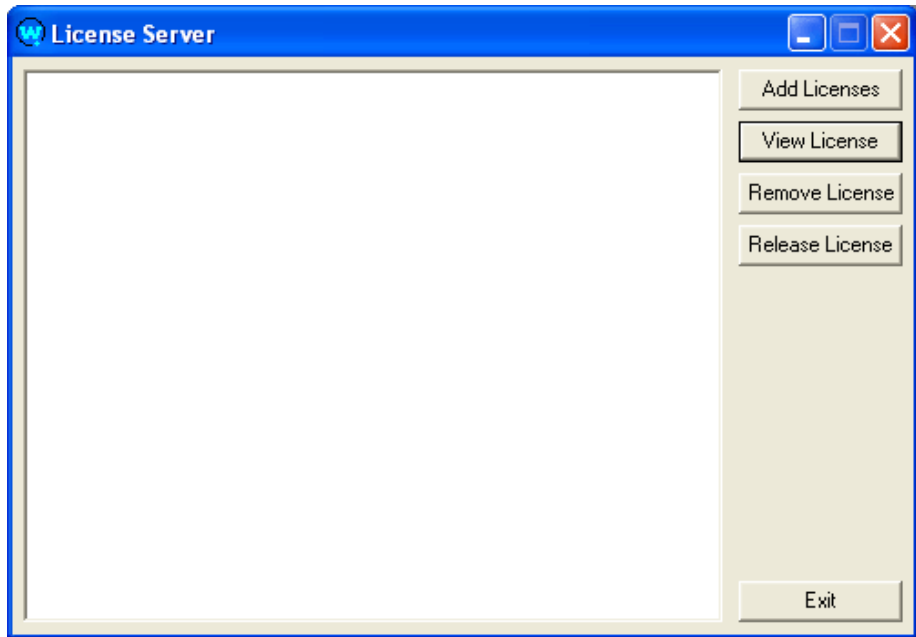 License Server
Add Licenses
View License
Remove License
Release License
Exit